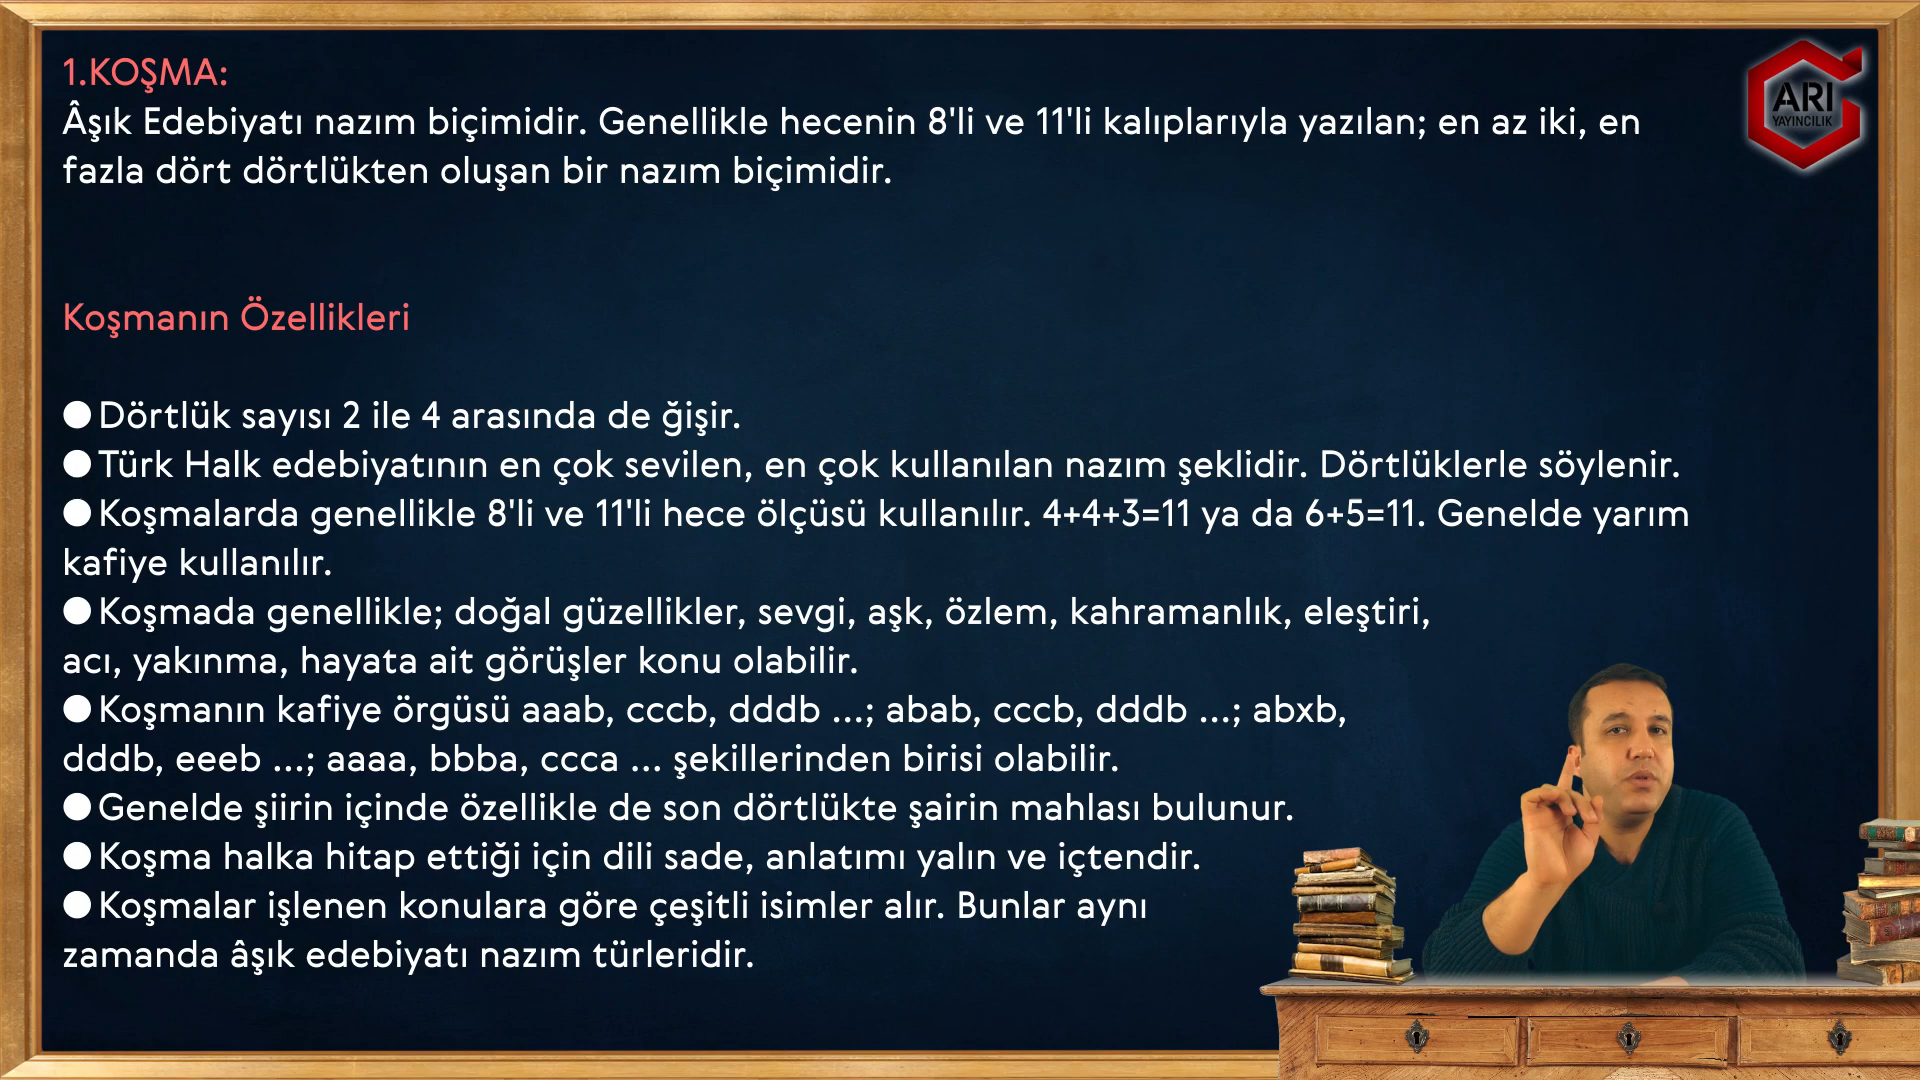 1.KOŞMA:
Âşık Edebiyatı nazım biçimidir. Genellikle hecenin 8'li ve 11'li kalıplarıyla yazılan; en az iki, en
fazla dört dörtlükten oluşan bir nazım biçimidir.
ARI
YAYINCILIK
Koşmanın Özellikleri
● Dörtlük sayısı 2 ile 4 arasında de ğişir.
● Türk Halk edebiyatının en çok sevilen, en çok kullanılan nazım şeklidir. Dörtlüklerle söylenir.
● Koşmalarda genellikle 8'li ve 11'li hece ölçüsü kullanılır. 4+4+3=11 ya da 6+5=11. Genelde yarım
kafiye kullanılır.
● Koşmada genellikle; doğal güzellikler, sevgi, aşk, özlem, kahramanlık, eleştiri,
acı, yakınma, hayata ait görüşler konu olabilir.
● Koşmanın kafiye örgüsü aaab, cccb, dddb ...; abab, cccb, dddb ...; abxb,
dddb, eeeb ...; aaaa, bbba, ccca ... şekillerinden birisi olabilir.
● Genelde şiirin içinde özellikle de son dörtlükte şairin mahlası bulunur.
● Koşma halka hitap ettiği için dili sade, anlatımı yalın ve içtendir.
● Koşmalar işlenen konulara göre çeşitli isimler alır. Bunlar aynı
zamanda âşık edebiyatı nazım türleridir.